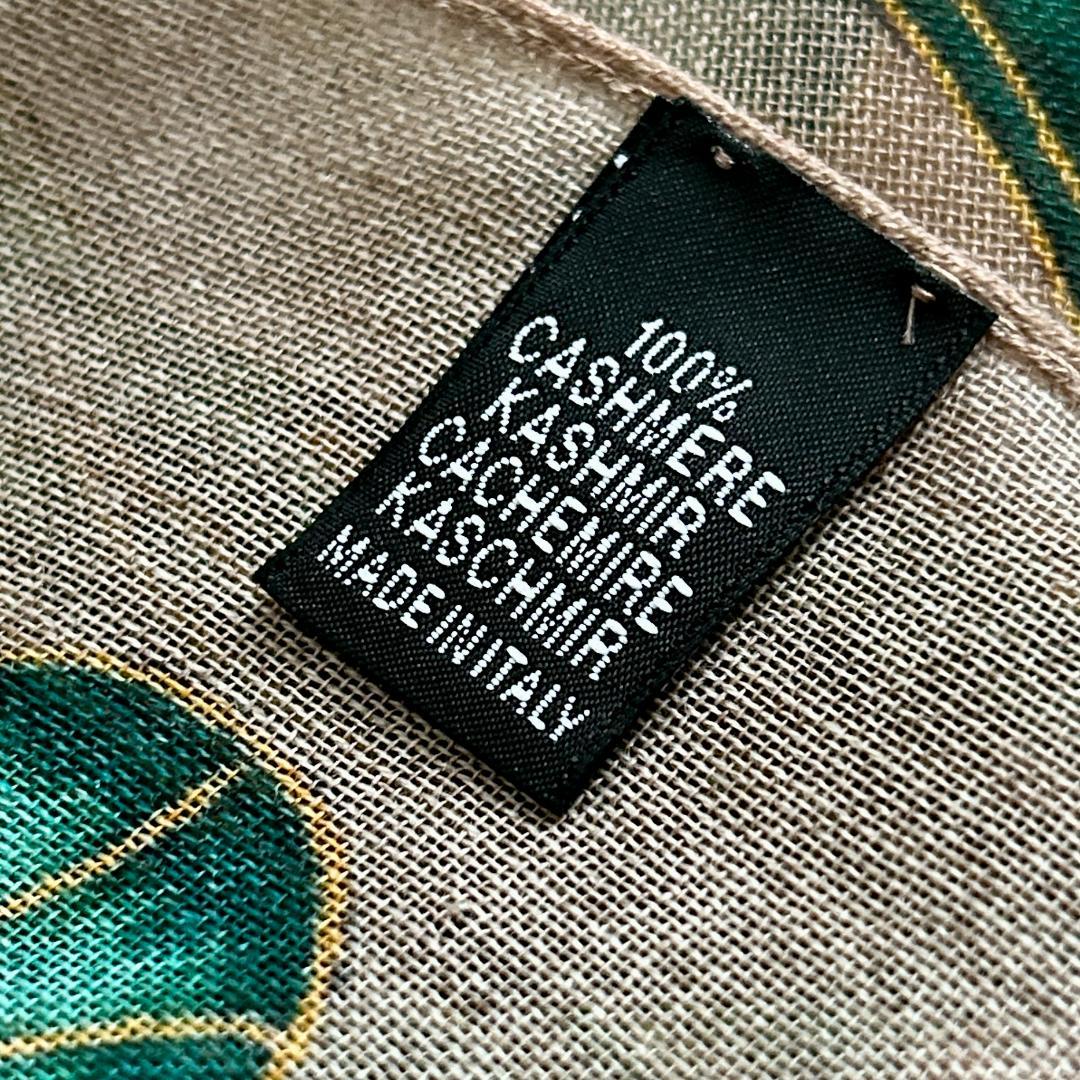 100%
CASHMERE
KASHMIR
CACHEMIRE
KASCHMIR
MADE IN ITALY